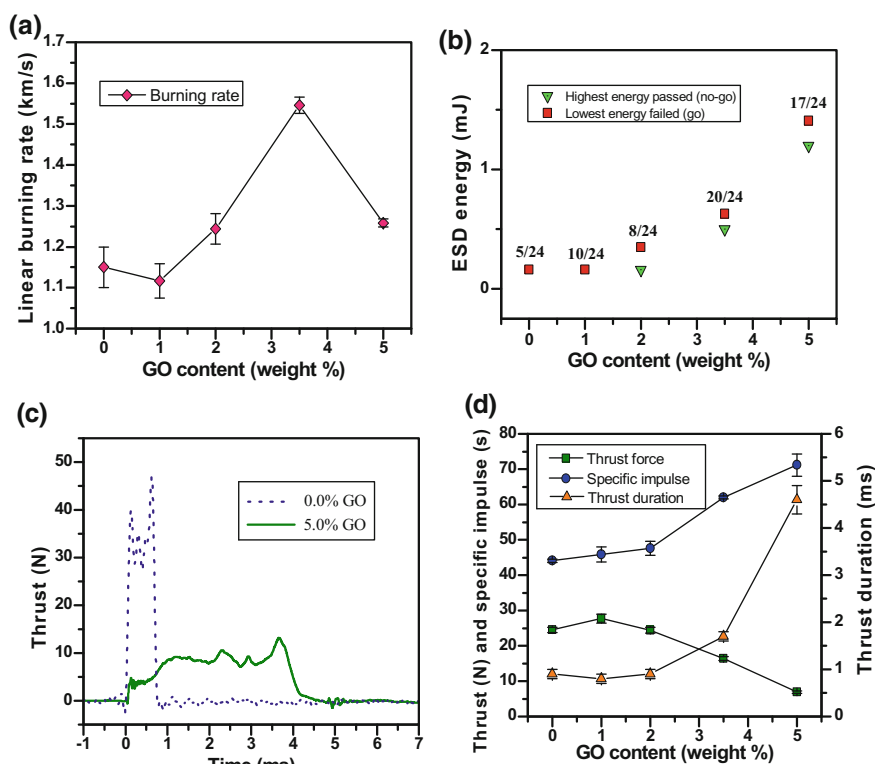 (a)
1.7
1.6
1.5
1.4
1.3
1.2
1.1
1.0
Linear burning rate (km/s)
Burning rate
0 1 2 3 4 5
GO content (weight %)
(b)
2
1
0
ESD energy (mJ)
Highest energy passed (no-go)
Lowest energy failed (go)
5/24
10/24
8/24
20/24
17/24
0 1 2 3 4 5
GO content (weight %)
(c)
50
40
30
20
10
0
Thrust (N)
0.0% GO
5.0% GO
-1 0 1 2 3 4 5 6 7
Time (ms)
(d)
80
70
60
50
40
30
20
10
0
Thrust (N) and specific impulse (s)
Thrust force
Specific impulse
Thrust duration
6
5
4
3
2
1
0
Thrust duration (ms)
0 1 2 3 4 5
GO content (weight %)